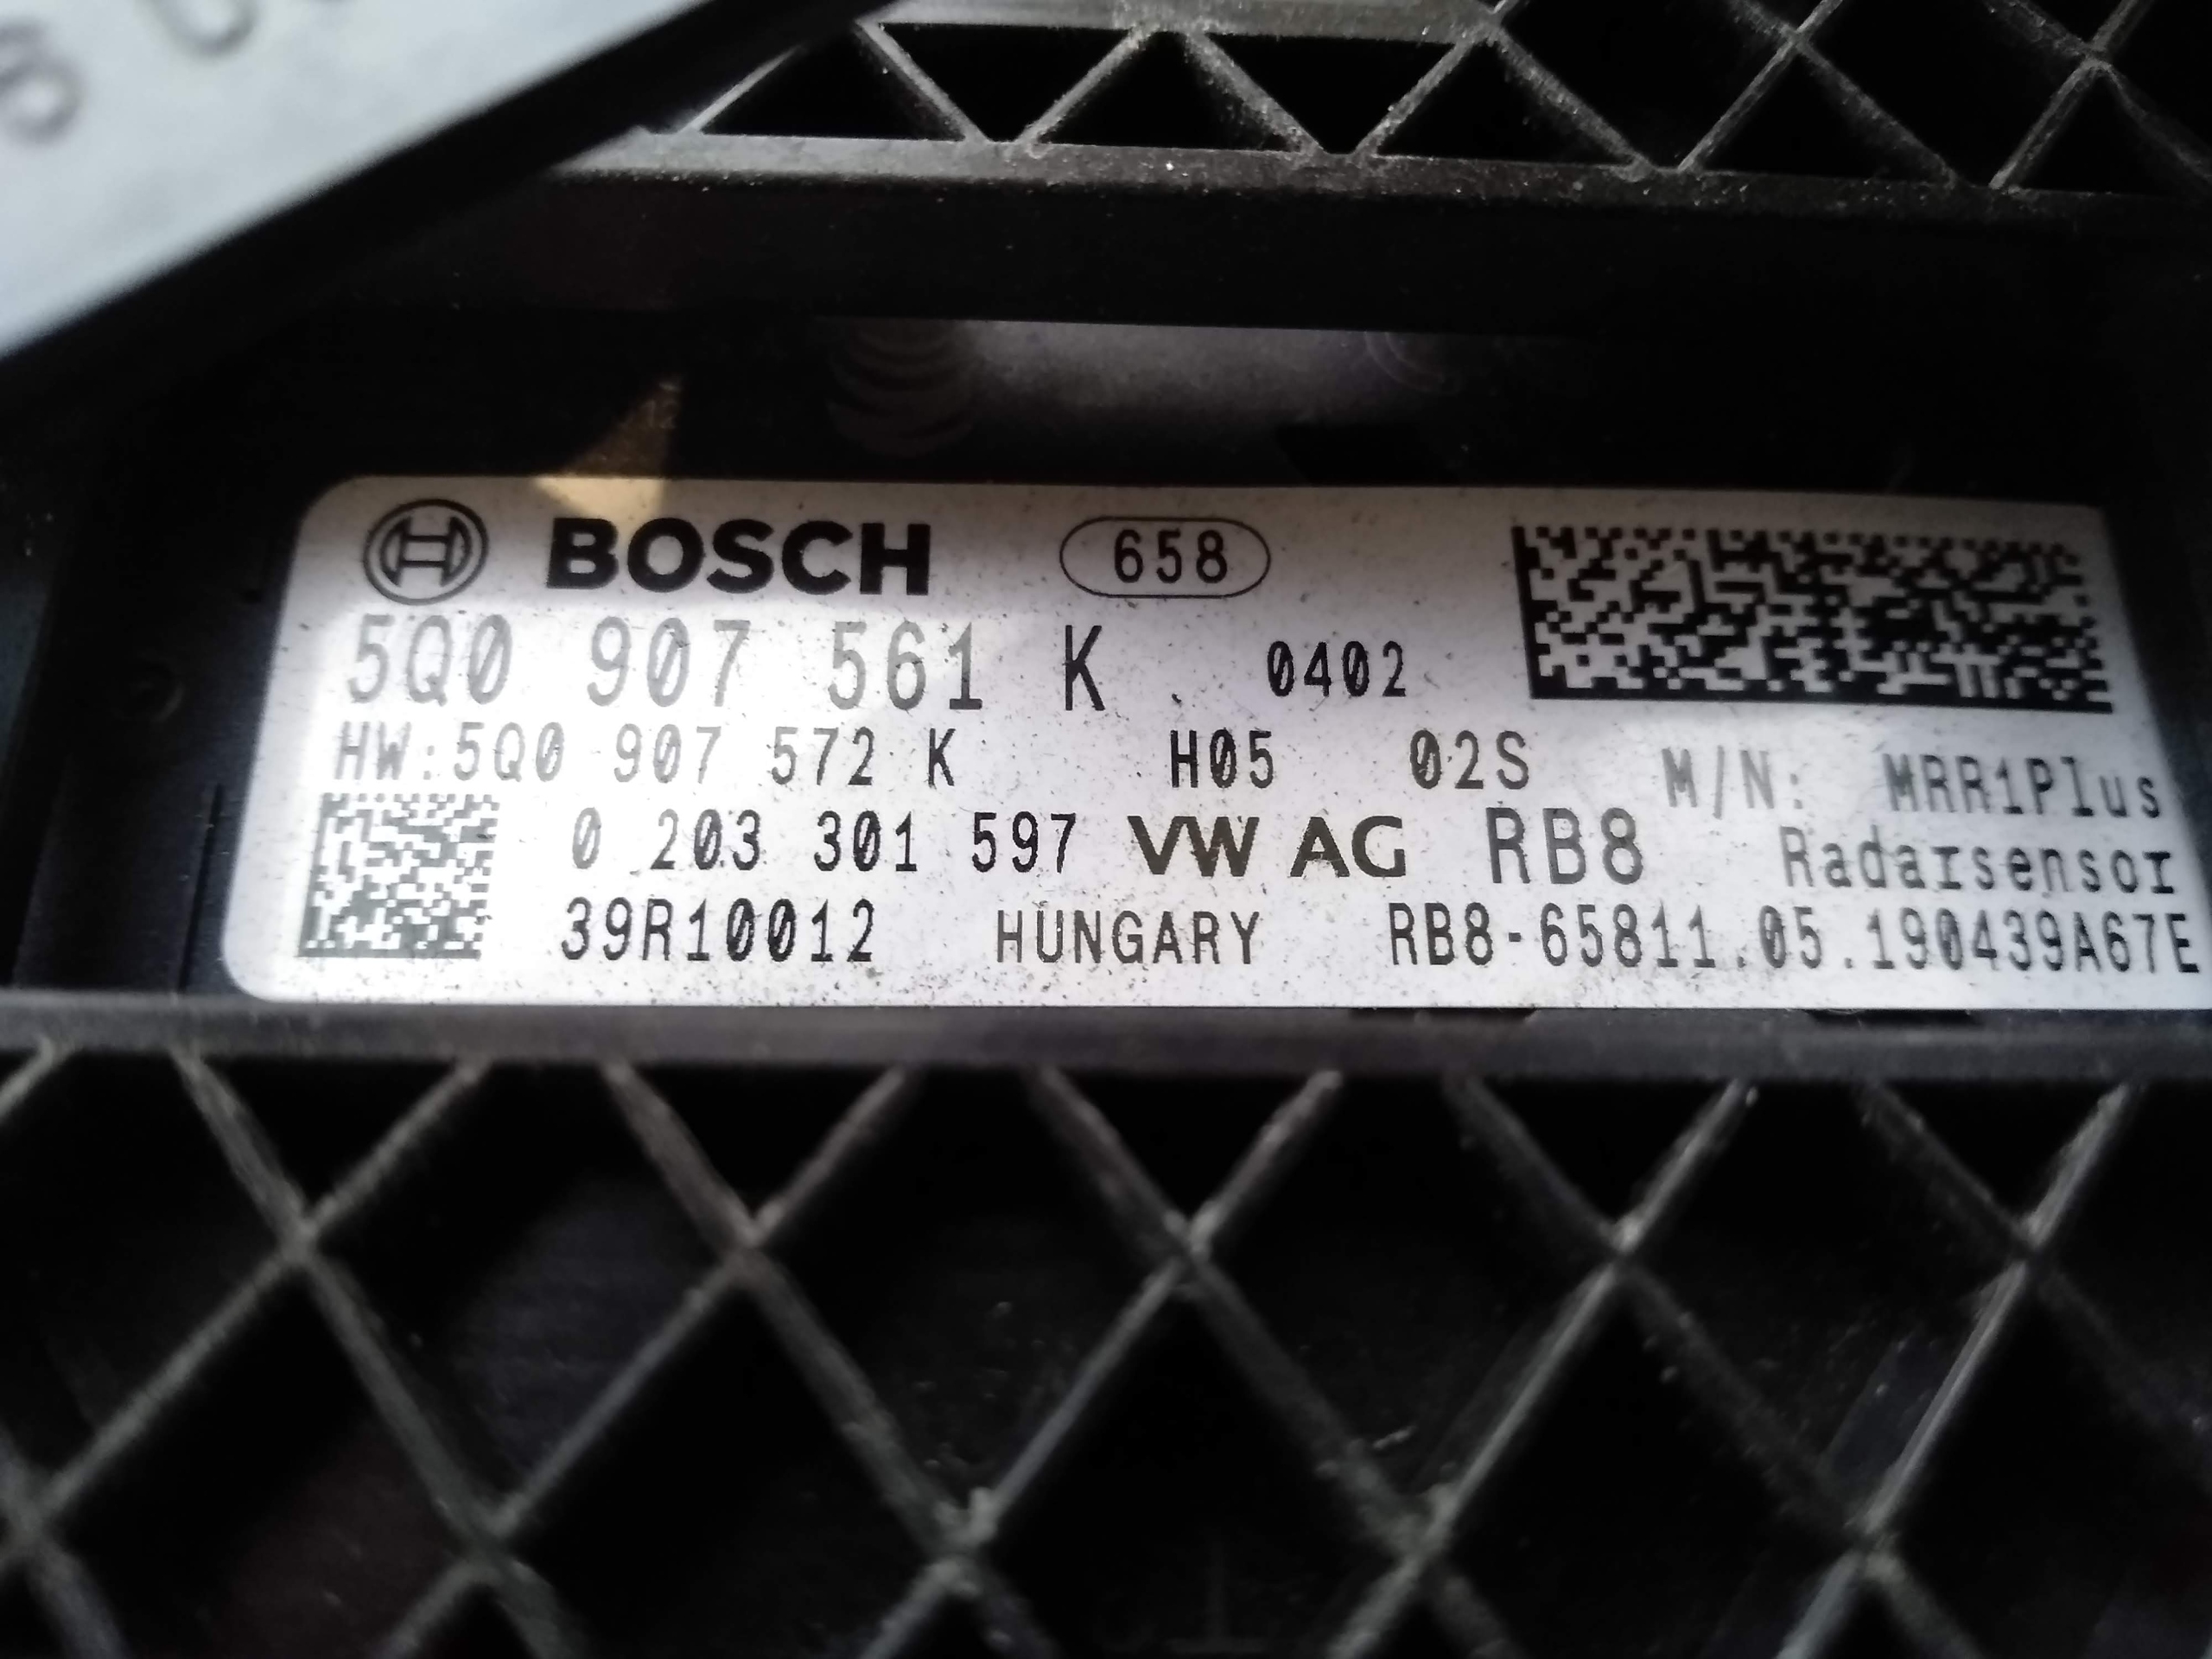 BOSCH 658
5Q0 907 561 K 0402
HW:5Q0 907 572 K H05 02S M/N: MRR1Plus
0 203 301 597 VW AG RB8 Radarsensor
39R10012 HUNGARY RB8-65811.05.190439A67E